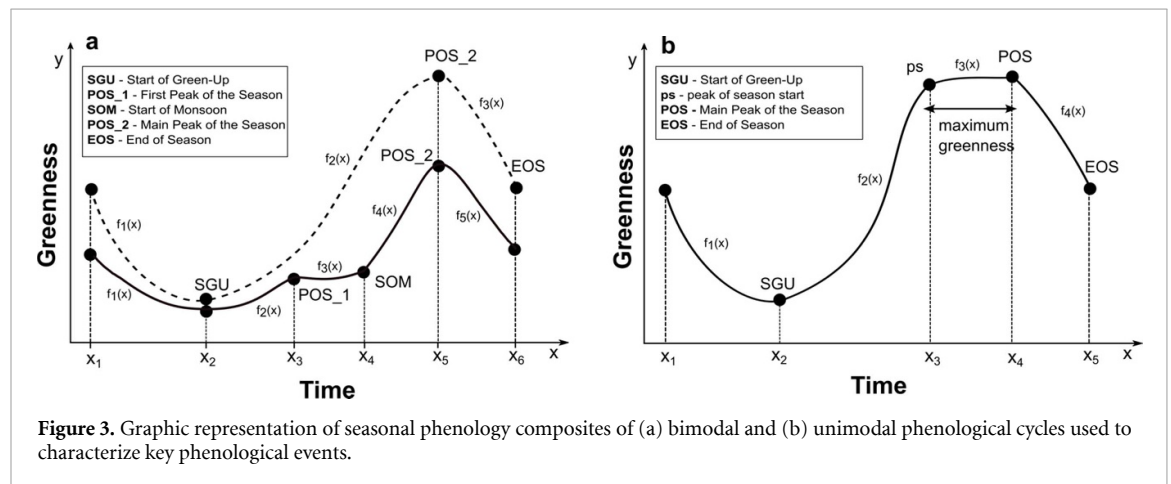 a
y
SGU - Start of Green-Up
POS_1 - First Peak of the Season
SOM - Start of Monsoon
POS_2 - Main Peak of the Season
EOS - End of Season
POS_2
f3(x)
f2(x)
POS_2
EOS
f1(x)
f4(x)
f5(x)
SGU
f3(x)
f1(x)
f2(x)
POS_1
SOM
Greenness
x1
x2
x3
x4
x5
x6
x
Time
b
y
SGU - Start of Green-Up
ps - peak of season start
POS - Main Peak of the Season
EOS - End of Season
ps
f3(x)
POS
f4(x)
maximum
greenness
f2(x)
EOS
f1(x)
SGU
Greenness
x1
x2
x3
x4
x5
x
Time
Figure 3. Graphic representation of seasonal phenology composites of (a) bimodal and (b) unimodal phenological cycles used to
characterize key phenological events.